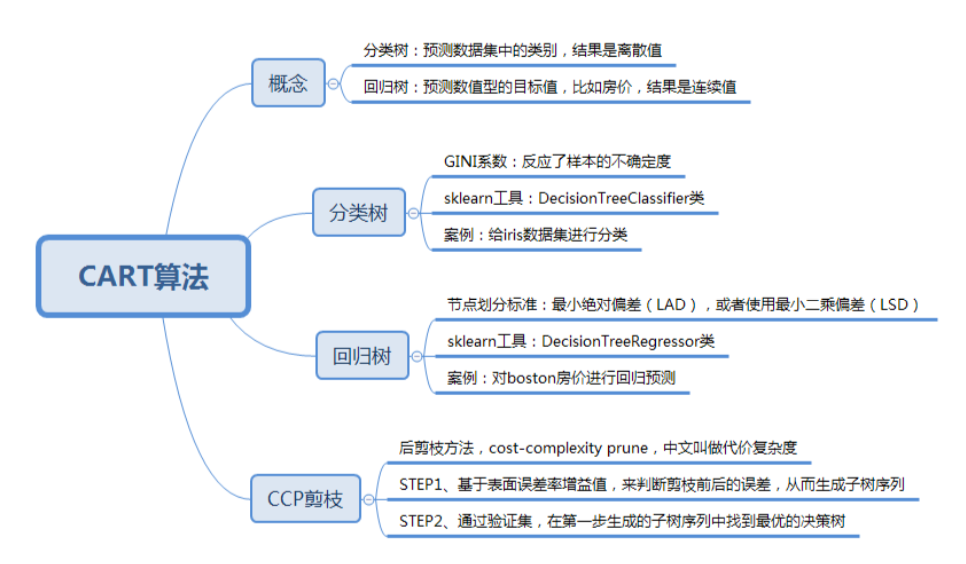 CART算法
概念
分类树：预测数据集中的类别，结果是离散值
回归树：预测数值型的目标值，比如房价，结果是连续值
分类树
GINI系数：反应了样本的不确定度
sklearn工具：DecisionTreeClassifier类
案例：给iris数据集进行分类
回归树
节点划分标准：最小绝对偏差（LAD），或者使用最小二乘偏差（LSD）
sklearn工具：DecisionTreeRegressor类
案例：对boston房价进行回归预测
CCP剪枝
后剪枝方法，cost-complexity prune，中文叫做代价复杂度
STEP1、基于表面误差率增益值，来判断剪枝前后的误差，从而生成子树序列
STEP2、通过验证集，在第一步生成的子树序列中找到最优的决策树